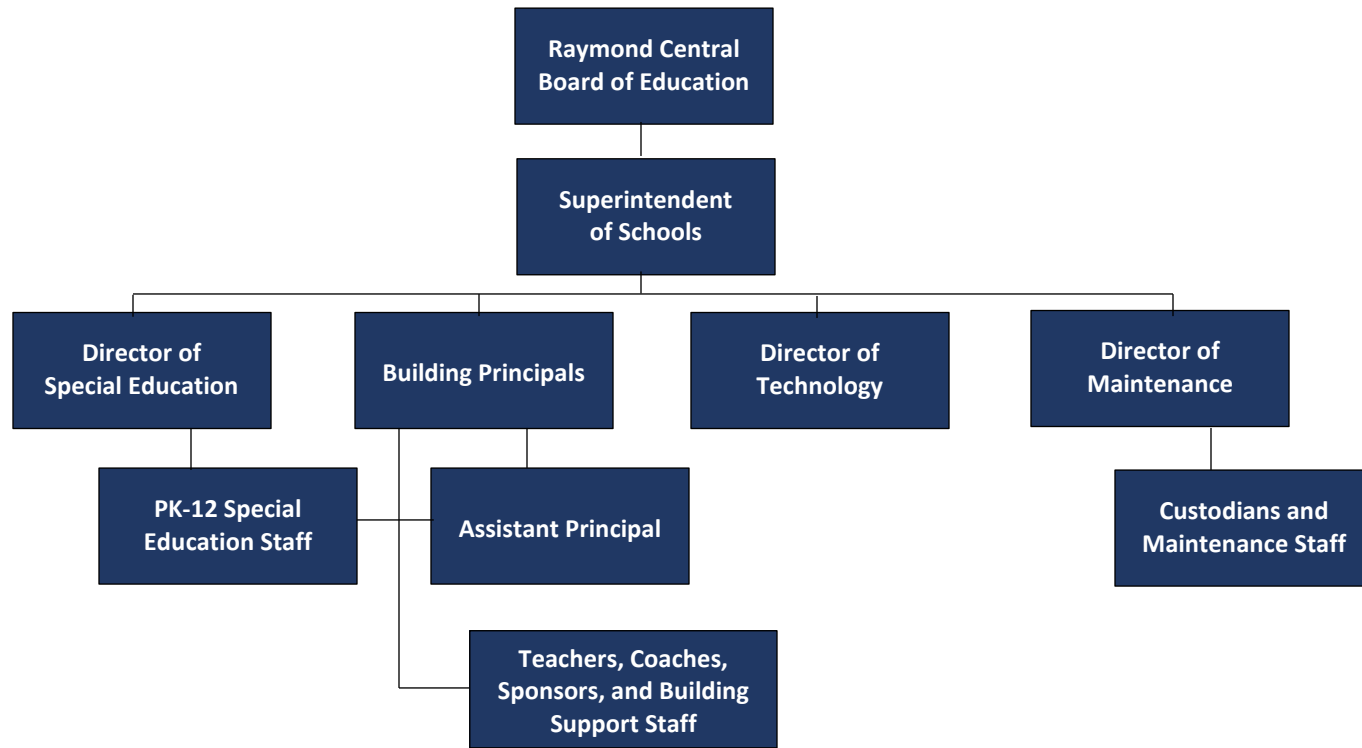 Raymond Central
Board of Education
Superintendent
of Schools
Director of
Special Education
Building Principals
Director of
Technology
Director of
Maintenance
PK-12 Special
Education Staff
Assistant Principal
Custodians and
Maintenance Staff
Teachers, Coaches,
Sponsors, and Building
Support Staff